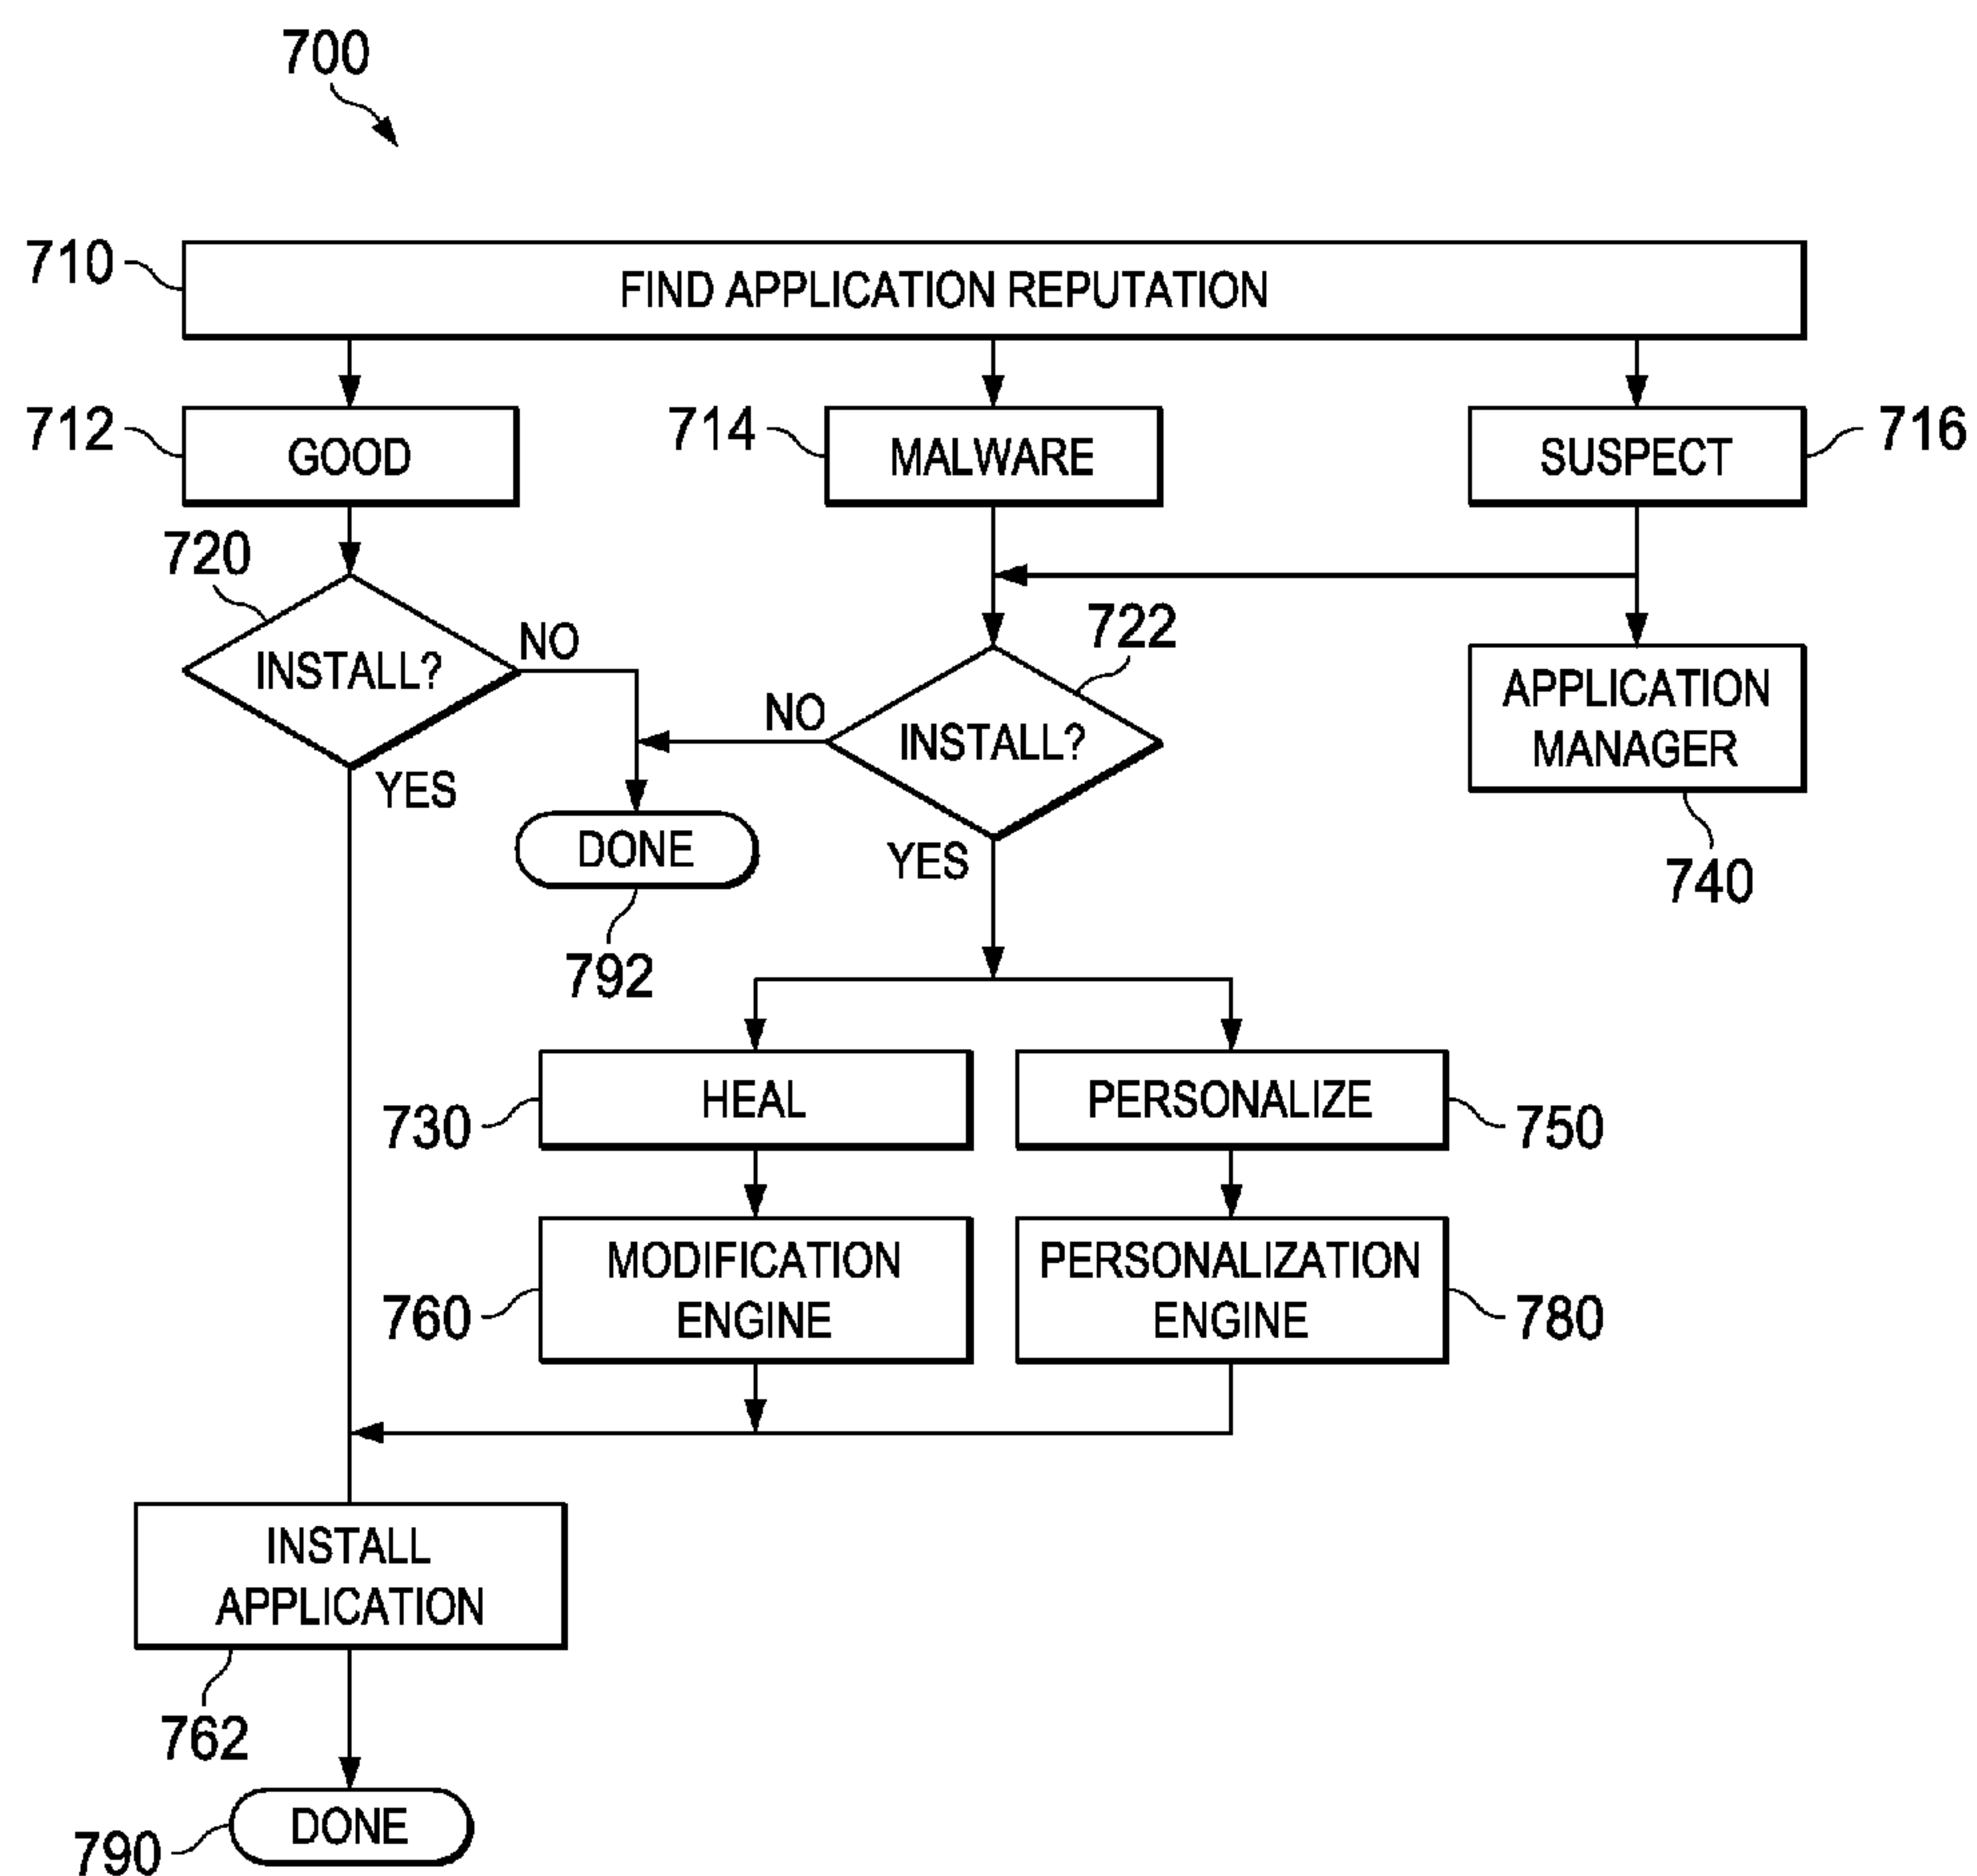 700
710
FIND APPLICATION REPUTATION
712
GOOD
714
MALWARE
SUSPECT
716
720
INSTALL?
NO
YES
722
INSTALL?
NO
YES
APPLICATION
MANAGER
740
DONE
792
730
HEAL
PERSONALIZE
750
760
MODIFICATION
ENGINE
PERSONALIZATION
ENGINE
780
INSTALL
APPLICATION
762
DONE
790